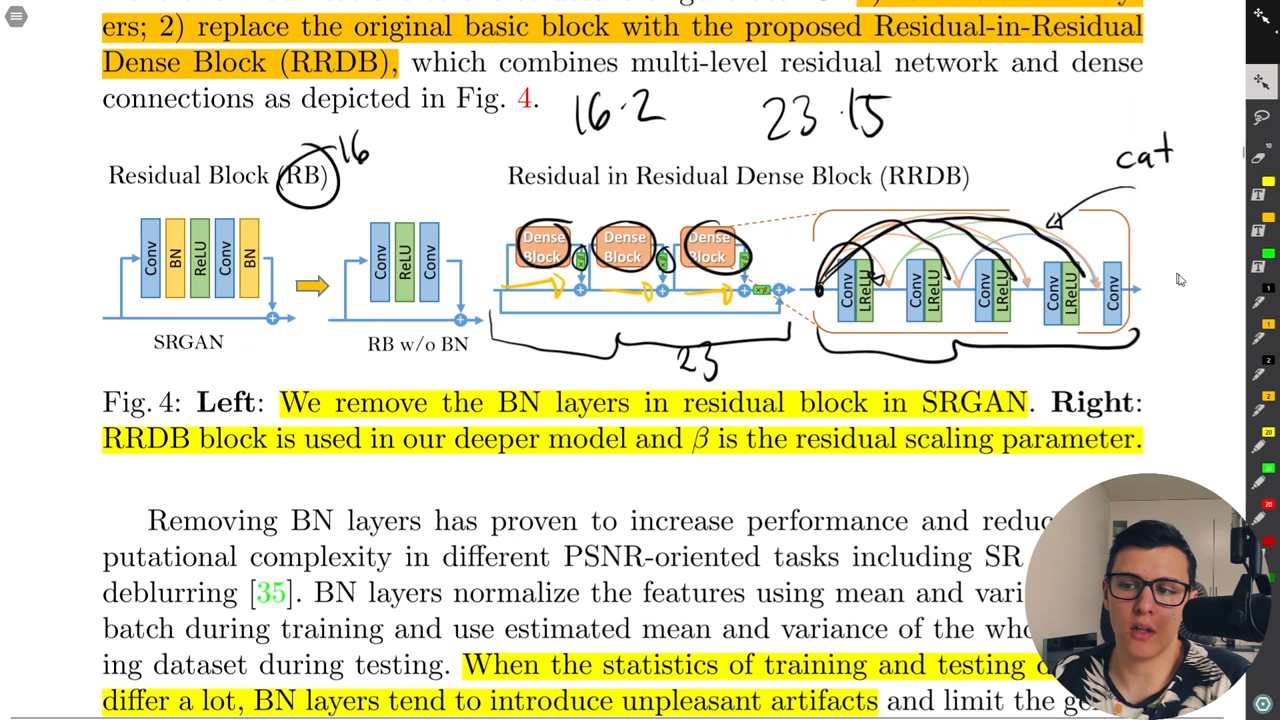 ers; 2) replace the original basic block with the proposed Residual-in-Residual
Dense Block (RRDB), which combines multi-level residual network and dense
connections as depicted in Fig. 4.
16·2 23·15
16
cat
Residual Block (RB)
Residual in Residual Dense Block (RRDB)
Conv BN ReLU Conv BN
SRGAN
Conv ReLU Conv
RB w/o BN
Dense Block
Dense Block
Dense Block
23
Conv LReLU Conv LReLU Conv LReLU Conv LReLU Conv
Fig. 4: Left: We remove the BN layers in residual block in SRGAN. Right:
RRDB block is used in our deeper model and β is the residual scaling parameter.
Removing BN layers has proven to increase performance and reduc
putational complexity in different PSNR-oriented tasks including SR
deblurring [35]. BN layers normalize the features using mean and vari
batch during training and use estimated mean and variance of the who
ing dataset during testing. When the statistics of training and testing d
differ a lot, BN layers tend to introduce unpleasant artifacts and limit the ge